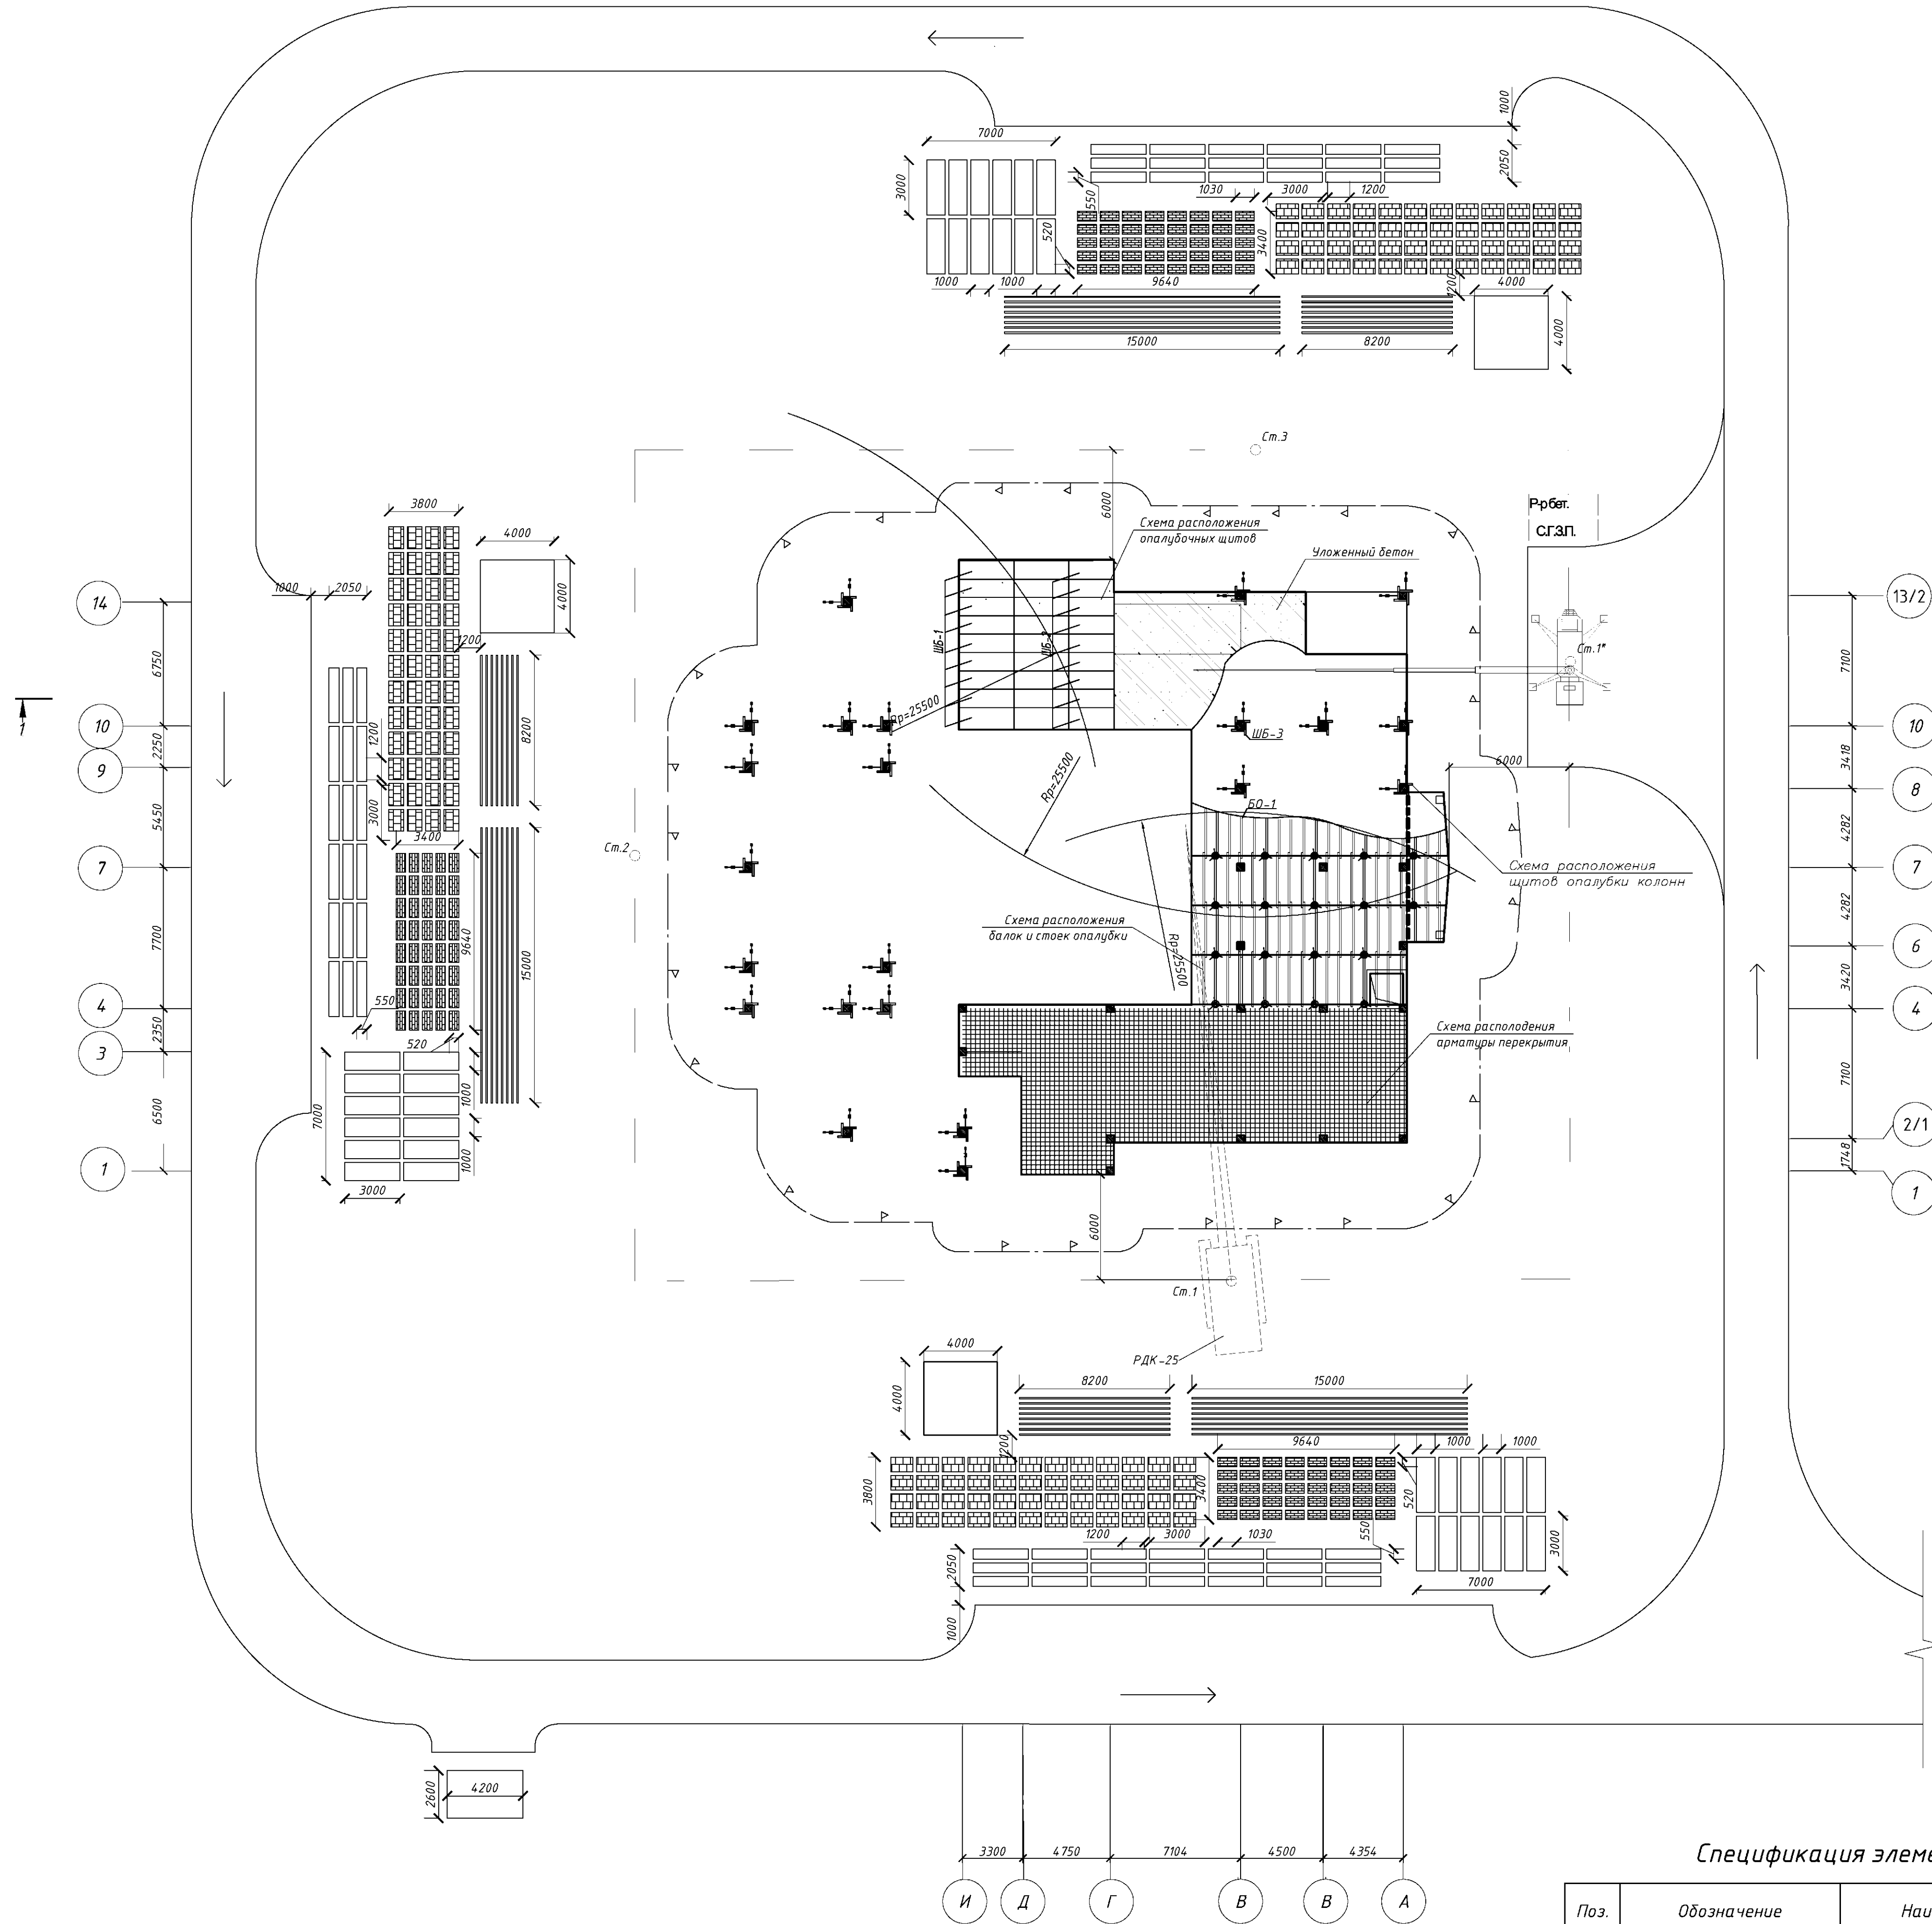 7000
1000
3000
2050
550
1030
3000
1200
520
3400
1000
1000
9640
1200
4000
15000
8200
4000
Ст.3
3800
4000
6000
Р-р бет.
С.Г.З.П.
Схема расположения
опалубочных щитов
Уложенный бетон
14
1000
2050
4000
13/2
1200
ШБ-1
ШБ-2
Ст.1"
6750
7100
1
8200
Rр=25500
10
1200
ШБ-3
10
2250
9
Rр=25500
6000
3418
8
3000
БО-1
5450
3400
4282
Ст.2
7
Схема расположения
щитов опалубки колонн
7
Схема расположения
балок и стоек опалубки
4282
7700
9640
15000
Rр=25500
6
3420
4
550
4
2350
520
Схема располодения
арматуры перекрытия
3
7000
1000
6500
7100
2/1
1000
1748
1
3000
1
6000
Ст.1
РДК-25
4000
4000
8200
15000
1200
9640
1000
1000
3800
3400
520
1200
3000
1030
550
3000
2050
7000
1000
2600
4200
3300
4750
7104
4500
4354
И
Д
Г
В
В
А
Спецификация элеме
Поз.
Обозначение
Наи